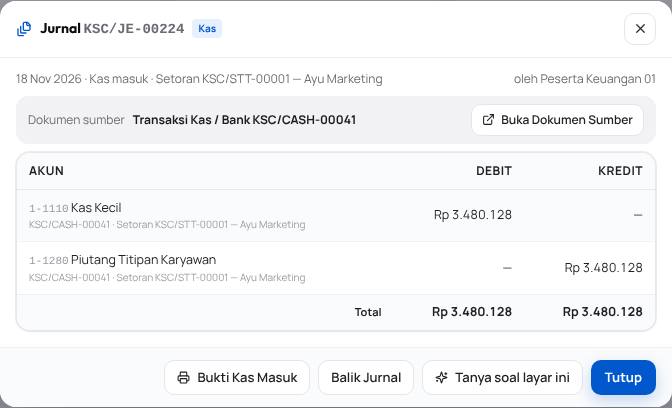 Jurnal KSC/JE-00224 Kas
18 Nov 2026 · Kas masuk · Setoran KSC/STT-00001 — Ayu Marketing oleh Peserta Keuangan 01
Dokumen sumber Transaksi Kas / Bank KSC/CASH-00041 Buka Dokumen Sumber
AKUN DEBIT KREDIT
1-1110 Kas Kecil Rp 3.480.128 —
KSC/CASH-00041 · Setoran KSC/STT-00001 — Ayu Marketing
1-1280 Piutang Titipan Karyawan — Rp 3.480.128
KSC/CASH-00041 · Setoran KSC/STT-00001 — Ayu Marketing
Total Rp 3.480.128 Rp 3.480.128
Bukti Kas Masuk Balik Jurnal Tanya soal layar ini Tutup